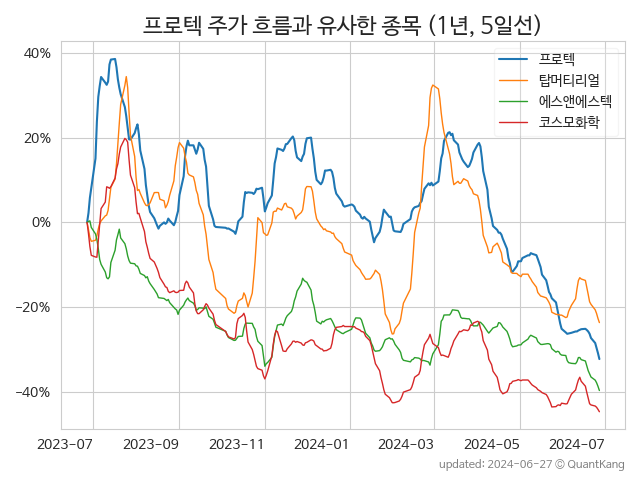 프로텍 주가 흐름과 유사한 종목 (1년, 5일선)
프로텍
탑머티리얼
에스앤에스텍
코스모화학
40%
20%
0%
−20%
−40%
2023-07 2023-09 2023-11 2024-01 2024-03 2024-05 2024-07
updated: 2024-06-27 © QuantKang